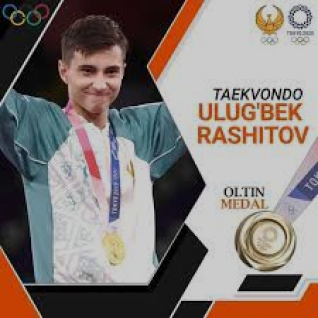 TOKYO 2020
TAEKVONDO
ULUG'BEK
RASHITOV
OLTIN
MEDAL